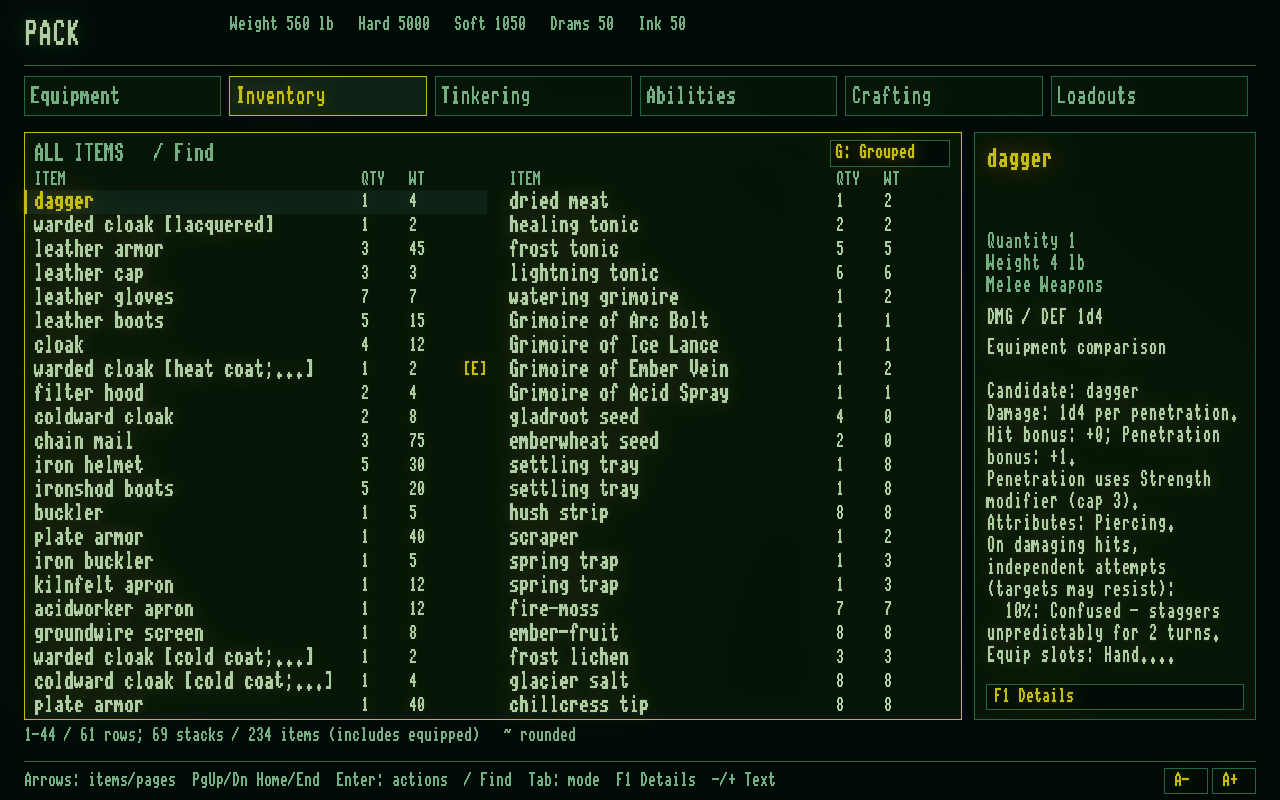 PACK
Weight 560 lb Hard 5000 Soft 1050 Drams 50 Ink 50
Equipment Inventory Tinkering Abilities Crafting Loadouts
ALL ITEMS / Find G: Grouped
ITEM QTY WT ITEM QTY WT
dagger 1 4 dried meat 1 2
warded cloak [lacquered] 1 2 healing tonic 2 2
leather armor 3 45 frost tonic 5 5
leather cap 3 3 lightning tonic 6 6
leather gloves 7 7 watering grimoire 1 2
leather boots 5 15 Grimoire of Arc Bolt 1 1
cloak 4 12 Grimoire of Ice Lance 1 1
warded cloak [heat coat;...] 1 2 [E] Grimoire of Ember Vein 1 2
filter hood 2 4 Grimoire of Acid Spray 1 1
coldward cloak 2 8 gladroot seed 4 0
chain mail 3 75 emberwheat seed 2 0
iron helmet 5 30 settling tray 1 8
ironshod boots 5 20 settling tray 1 8
buckler 1 5 hush strip 8 8
plate armor 1 40 scraper 1 2
iron buckler 1 5 spring trap 1 3
kilnfelt apron 1 12 spring trap 1 3
acidworker apron 1 12 fire-moss 7 7
groundwire screen 1 8 ember-fruit 8 8
warded cloak [cold coat;...] 1 2 frost lichen 3 3
coldward cloak [cold coat;...] 1 4 glacier salt 8 8
plate armor 1 40 chillcress tip 8 8
dagger
Quantity 1
Weight 4 lb
Melee Weapons
DMG / DEF 1d4
Equipment comparison
Candidate: dagger
Damage: 1d4 per penetration.
Hit bonus: +0; Penetration
bonus: +1.
Penetration uses Strength
modifier (cap 3).
Attributes: Piercing.
On damaging hits,
independent attempts
(targets may resist):
10%: Confused - staggers
unpredictably for 2 turns.
Equip slots: Hand....
F1 Details
1-44 / 61 rows; 69 stacks / 234 items (includes equipped) ~ rounded
Arrows: items/pages PgUp/Dn Home/End Enter: actions / Find Tab: mode F1 Details -/+ Text
A- A+